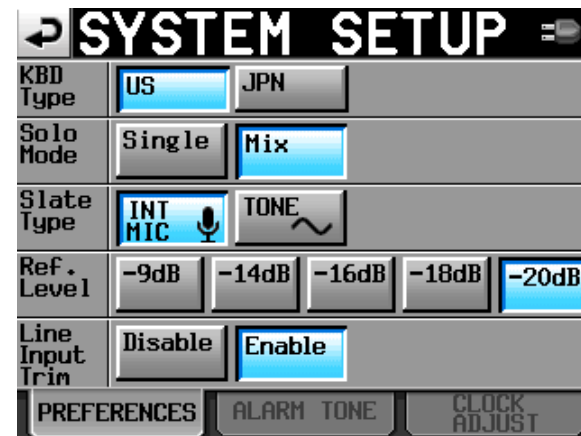 SYSTEM SETUP
KBD
Type
US
JPN
Solo
Mode
Single
Mix
Slate
Type
INT
MIC
TONE
Ref.
Level
-9dB
-14dB
-16dB
-18dB
-20dB
Line
Input
Trim
Disable
Enable
PREFERENCES
ALARM TONE
CLOCK
ADJUST